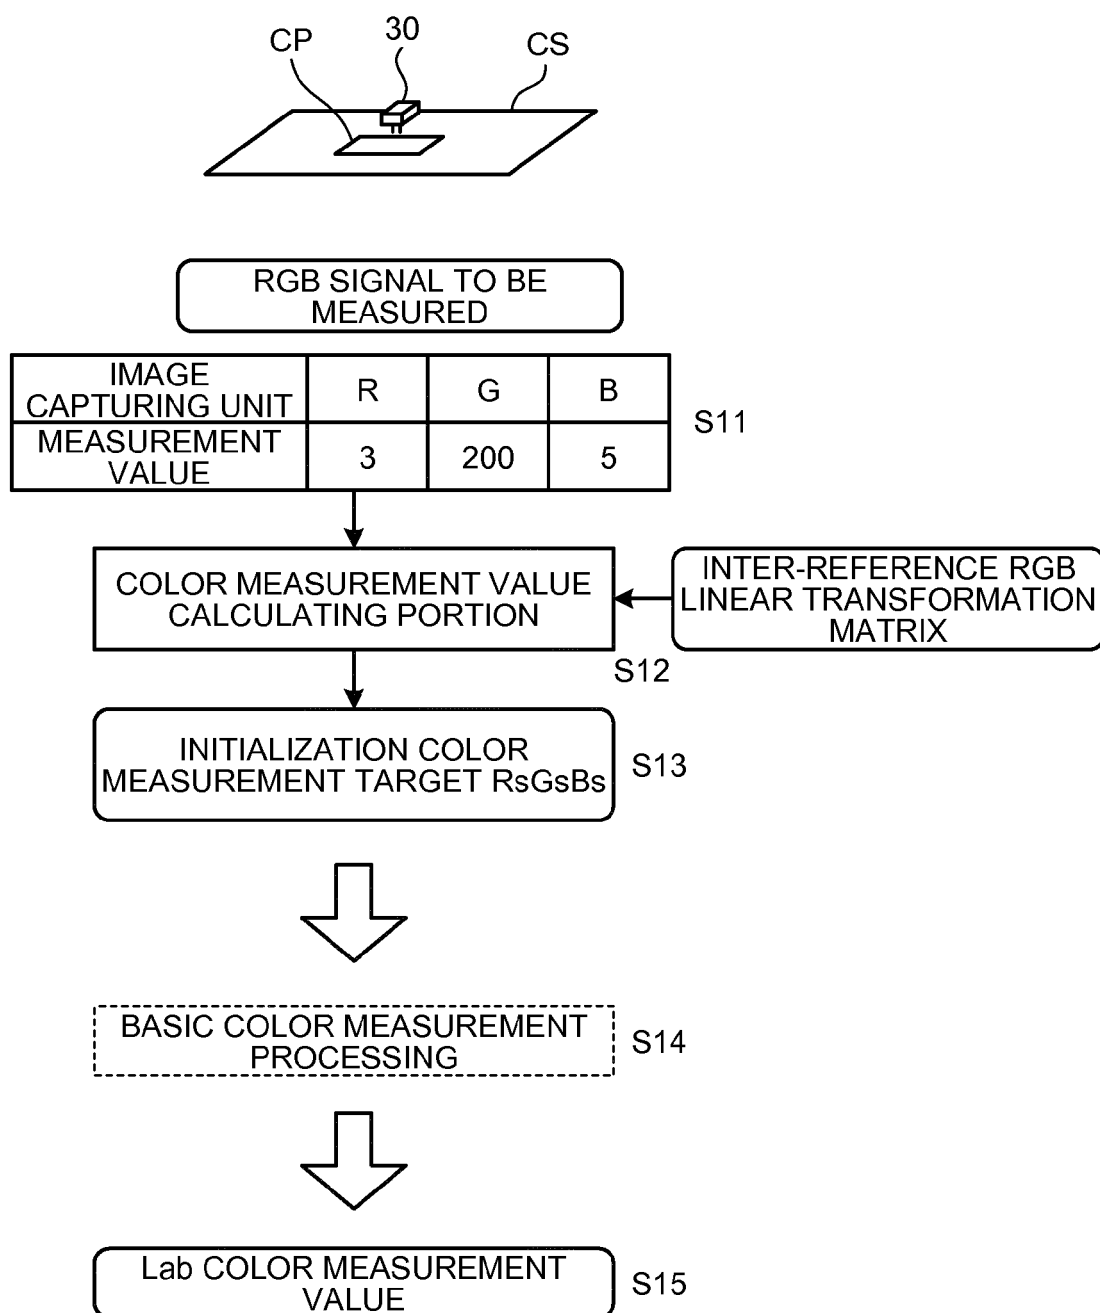 CP 30 CS
RGB SIGNAL TO BE
MEASURED
IMAGE
CAPTURING UNIT R G B
S11
MEASUREMENT
VALUE 3 200 5
COLOR MEASUREMENT VALUE
CALCULATING PORTION
INTER-REFERENCE RGB
LINEAR TRANSFORMATION
MATRIX
S12
INITIALIZATION COLOR
MEASUREMENT TARGET RsGsBs
S13
BASIC COLOR MEASUREMENT
PROCESSING
S14
Lab COLOR MEASUREMENT
VALUE
S15